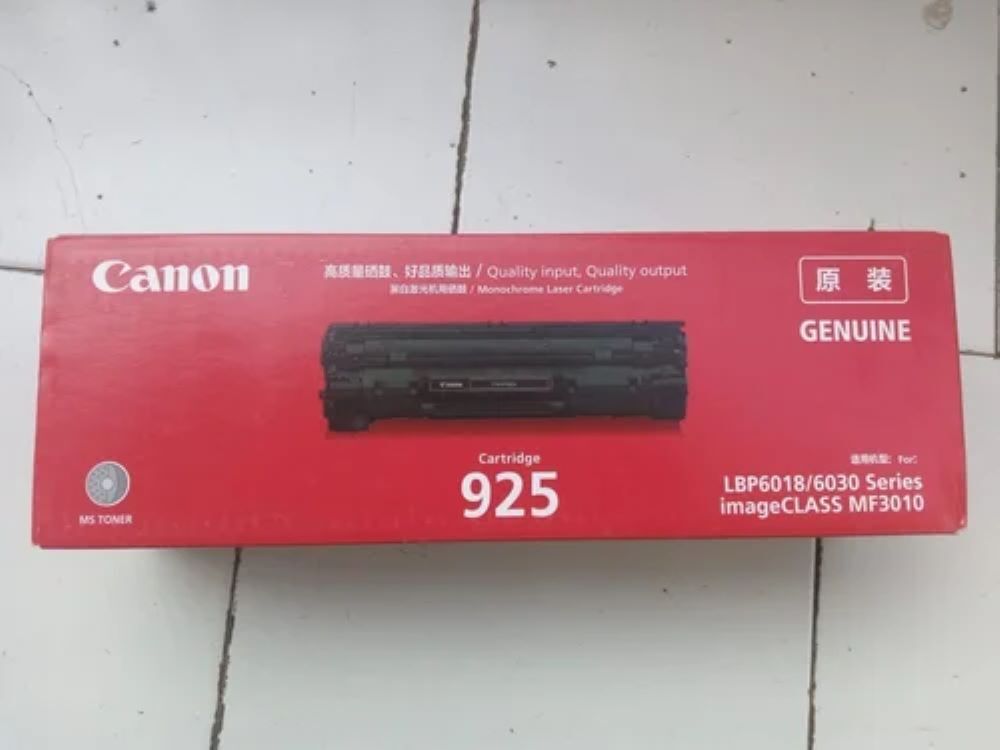 Canon
高质量硒鼓、好品质输出 / Quality input, Quality output
黑白激光机用硒鼓 / Monochrome Laser Cartridge
原 装
GENUINE
Canon
Cartridge
925
MS TONER
适用机型: For:
LBP6018/6030 Series
imageCLASS MF3010